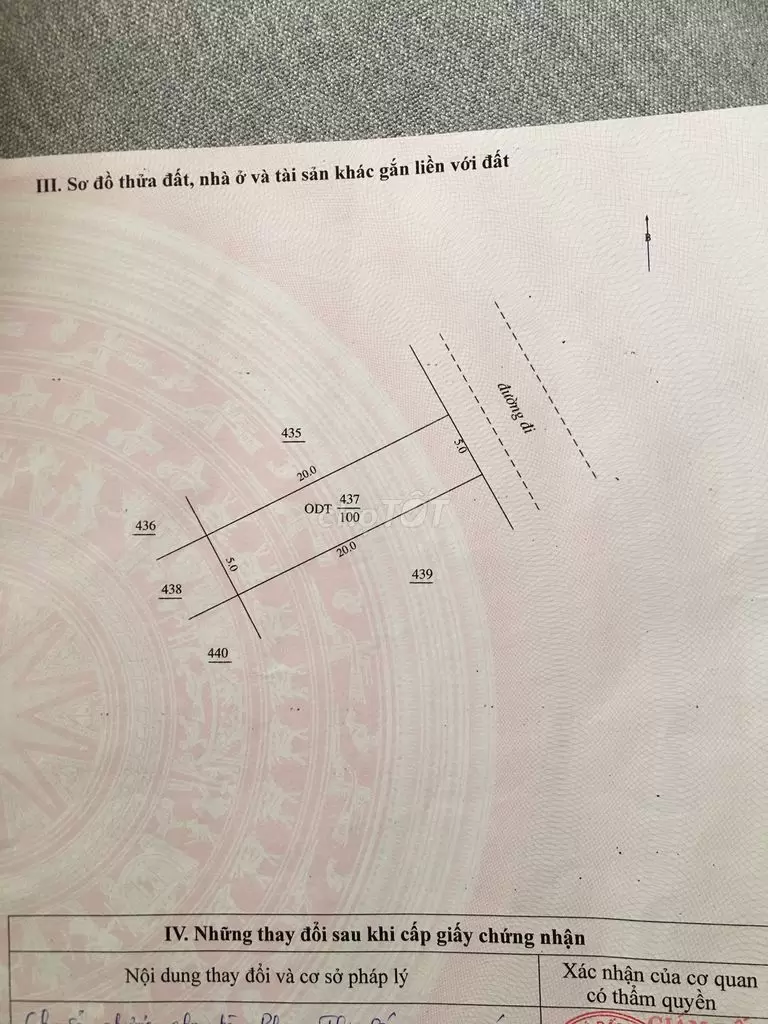 III. Sơ đồ thửa đất, nhà ở và tài sản khác gắn liền với đất
B
đường đi
435
20.0
5.0
ODT 437
100
436
20.0
5.0
439
438
440
TỐT
IV. Những thay đổi sau khi cấp giấy chứng nhận
Nội dung thay đổi và cơ sở pháp lý
Xác nhận của cơ quan
có thẩm quyền